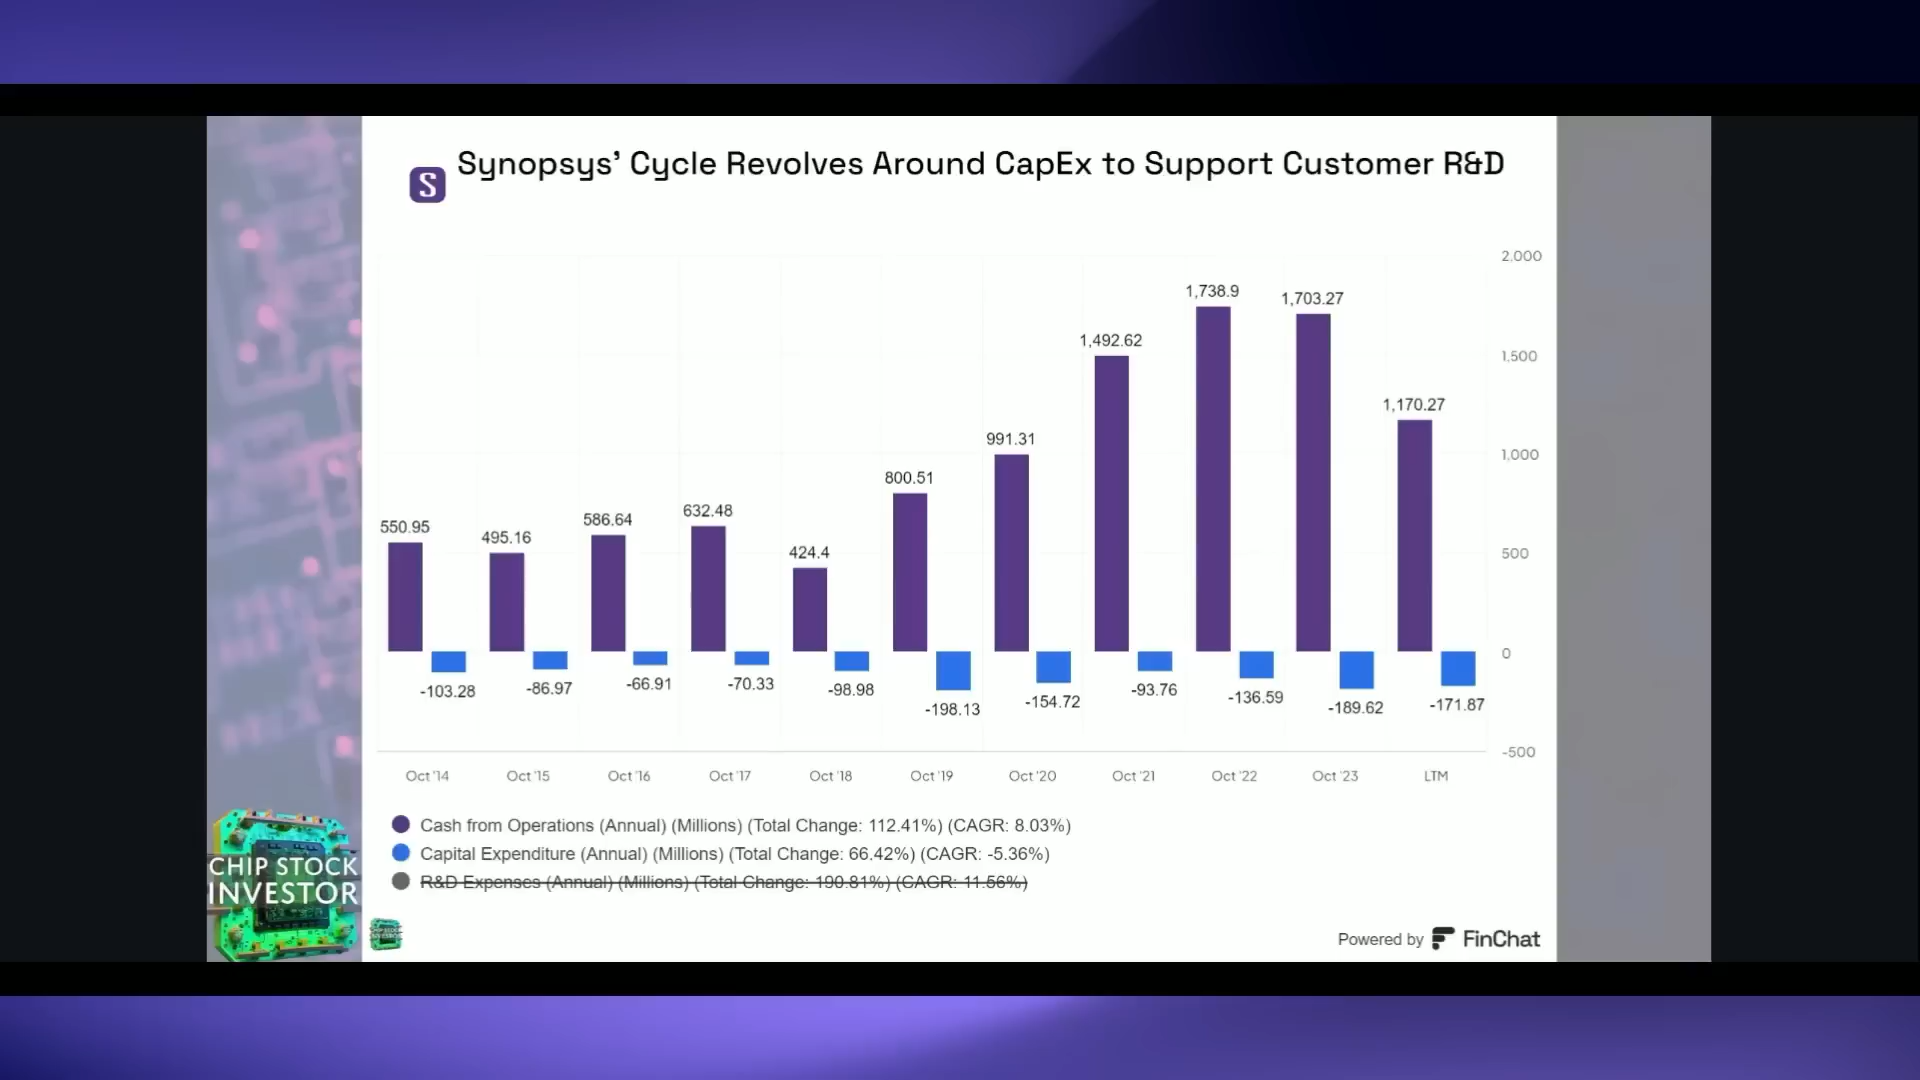 S
Synopsys’ Cycle Revolves Around CapEx to Support Customer R&D
2,000
1,500
1,000
500
0
-500
550.95
495.16
586.64
632.48
424.4
800.51
991.31
1,492.62
1,738.9
1,703.27
1,170.27
-103.28
-86.97
-66.91
-70.33
-98.98
-198.13
-154.72
-93.76
-136.59
-189.62
-171.87
Oct '14
Oct '15
Oct '16
Oct '17
Oct '18
Oct '19
Oct '20
Oct '21
Oct '22
Oct '23
LTM
Cash from Operations (Annual) (Millions) (Total Change: 112.41%) (CAGR: 8.03%)
Capital Expenditure (Annual) (Millions) (Total Change: 66.42%) (CAGR: -5.36%)
R&D Expenses (Annual) (Millions) (Total Change: 190.81%) (CAGR: 11.56%)
CHIP STOCK
INVESTOR
Powered by FinChat